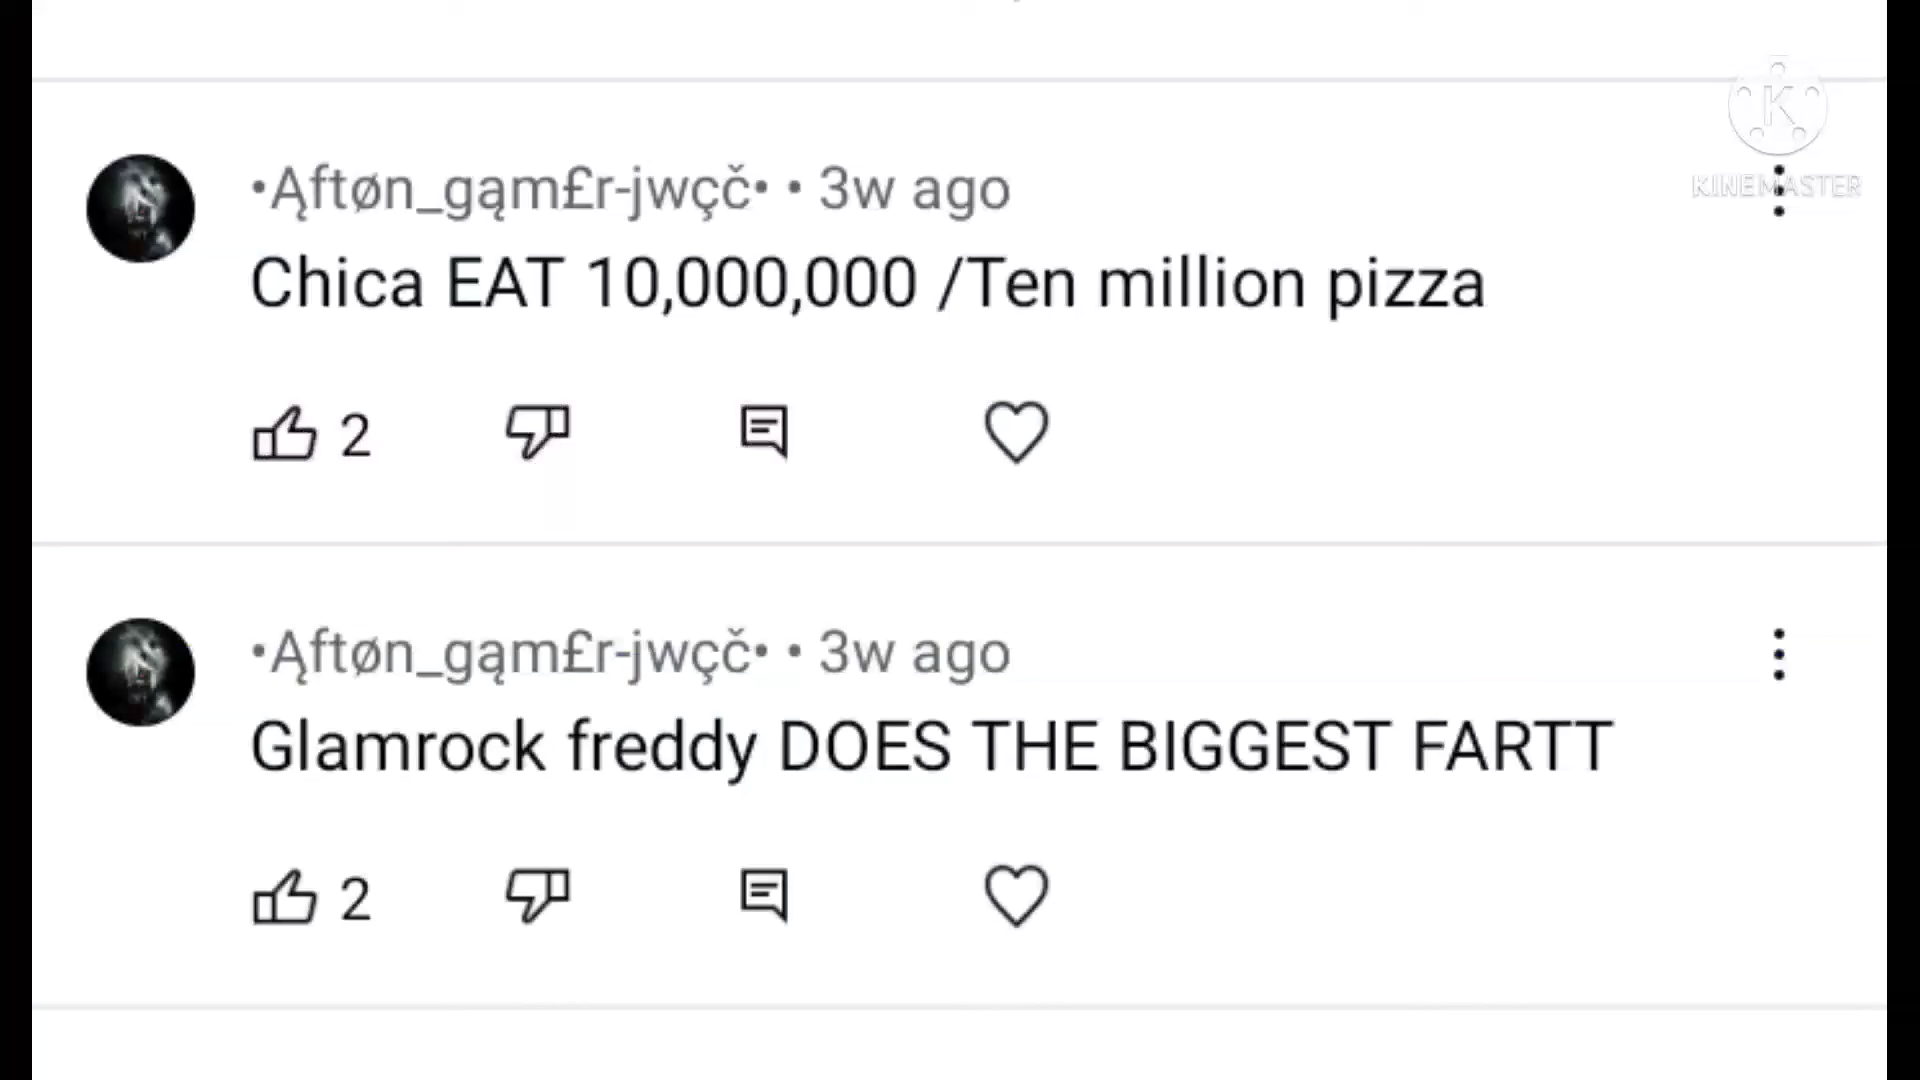 •Ąftøn_gąm£r-jwçč• • 3w ago
K
KINEMASTER
Chica EAT 10,000,000 /Ten million pizza
2
•Ąftøn_gąm£r-jwçč• • 3w ago
Glamrock freddy DOES THE BIGGEST FARTT
2